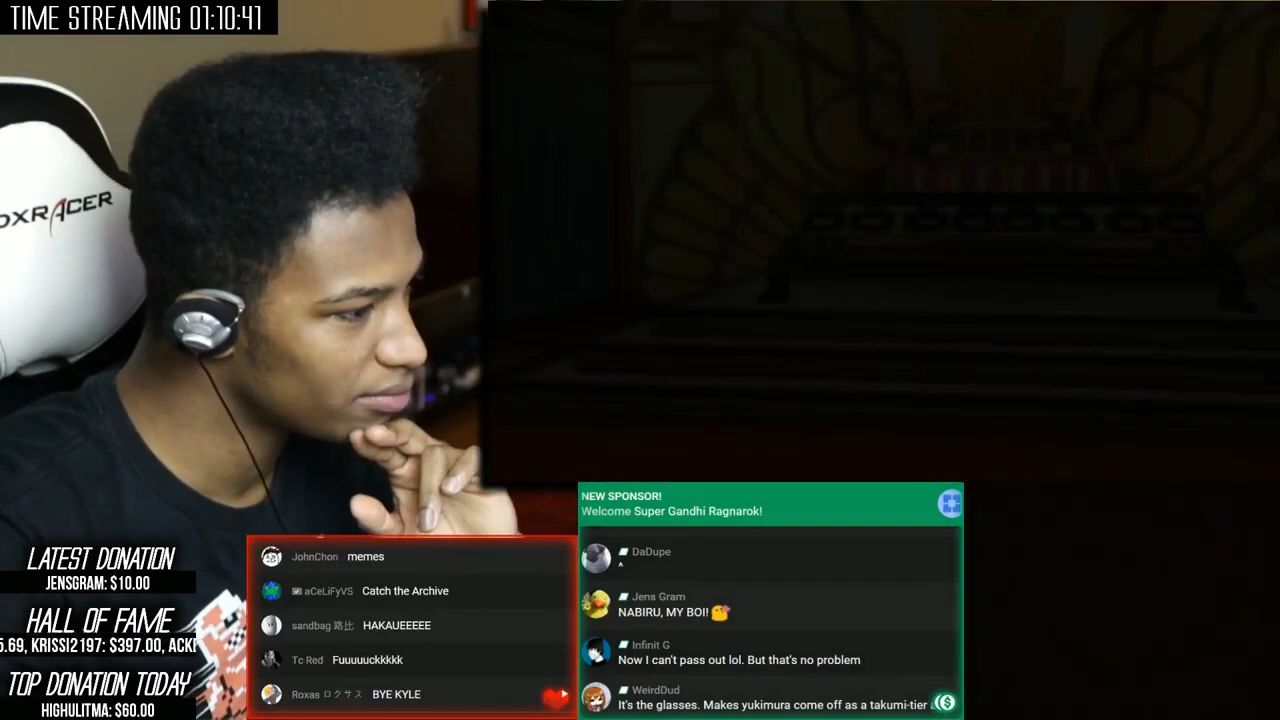 TIME STREAMING 01:10:41
DXRACER
LATEST DONATION
JENSGRAM: $10.00
HALL OF FAME
5.69, KRISSI2197: $397.00, ACKF
TOP DONATION TODAY
HIGHULITMA: $60.00
JohnChon memes
aCeLiFyVS Catch the Archive
sandbag 路比 HAKAUEEEEE
Tc Red Fuuuuuckkkkk
Roxas ロクサス BYE KYLE
NEW SPONSOR!
Welcome Super Gandhi Ragnarok!
DaDupe
^
Jens Gram
NABIRU, MY BOI!
Infinit G
Now I can't pass out lol. But that's no problem
WeirdDud
It's the glasses. Makes yukimura come off as a takumi-tier